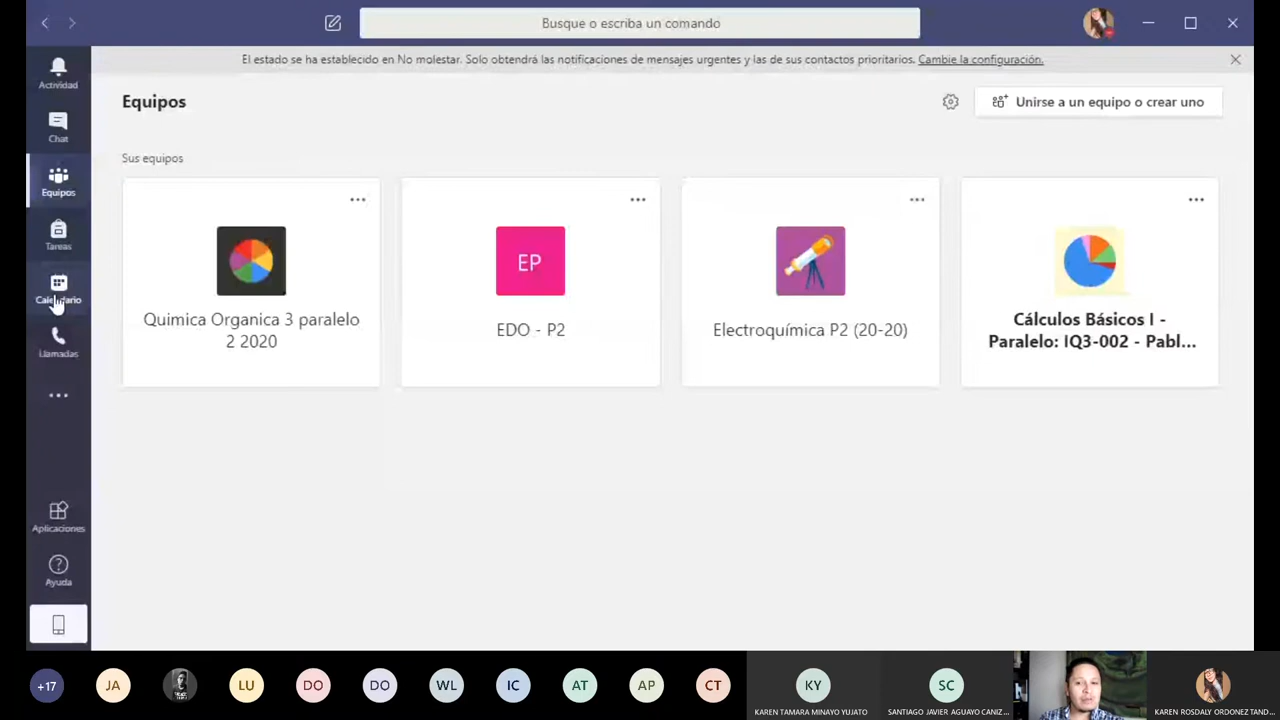 Busque o escriba un comando
El estado se ha establecido en No molestar. Solo obtendrá las notificaciones de mensajes urgentes y las de sus contactos prioritarios. Cambie la configuración.
Actividad
Chat
Equipos
Tareas
Calendario
Llamadas
Aplicaciones
Ayuda
Equipos
Unirse a un equipo o crear uno
Sus equipos
Quimica Organica 3 paralelo
2 2020
EP
EDO - P2
Electroquímica P2 (20-20)
Cálculos Básicos I -
Paralelo: IQ3-002 - Pabl...
+17
JA
LU
DO
DO
WL
IC
AT
AP
CT
KY
KAREN TAMARA MINAYO YUJATO
SC
SANTIAGO JAVIER AGUAYO CANIZ...
KAREN ROSDALY ORDONEZ TAND...